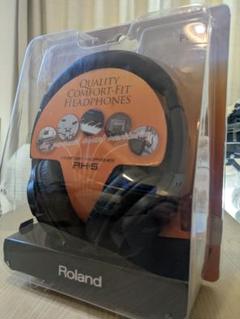 QUALITY
COMFORT-FIT
HEADPHONES
RH-5
Roland